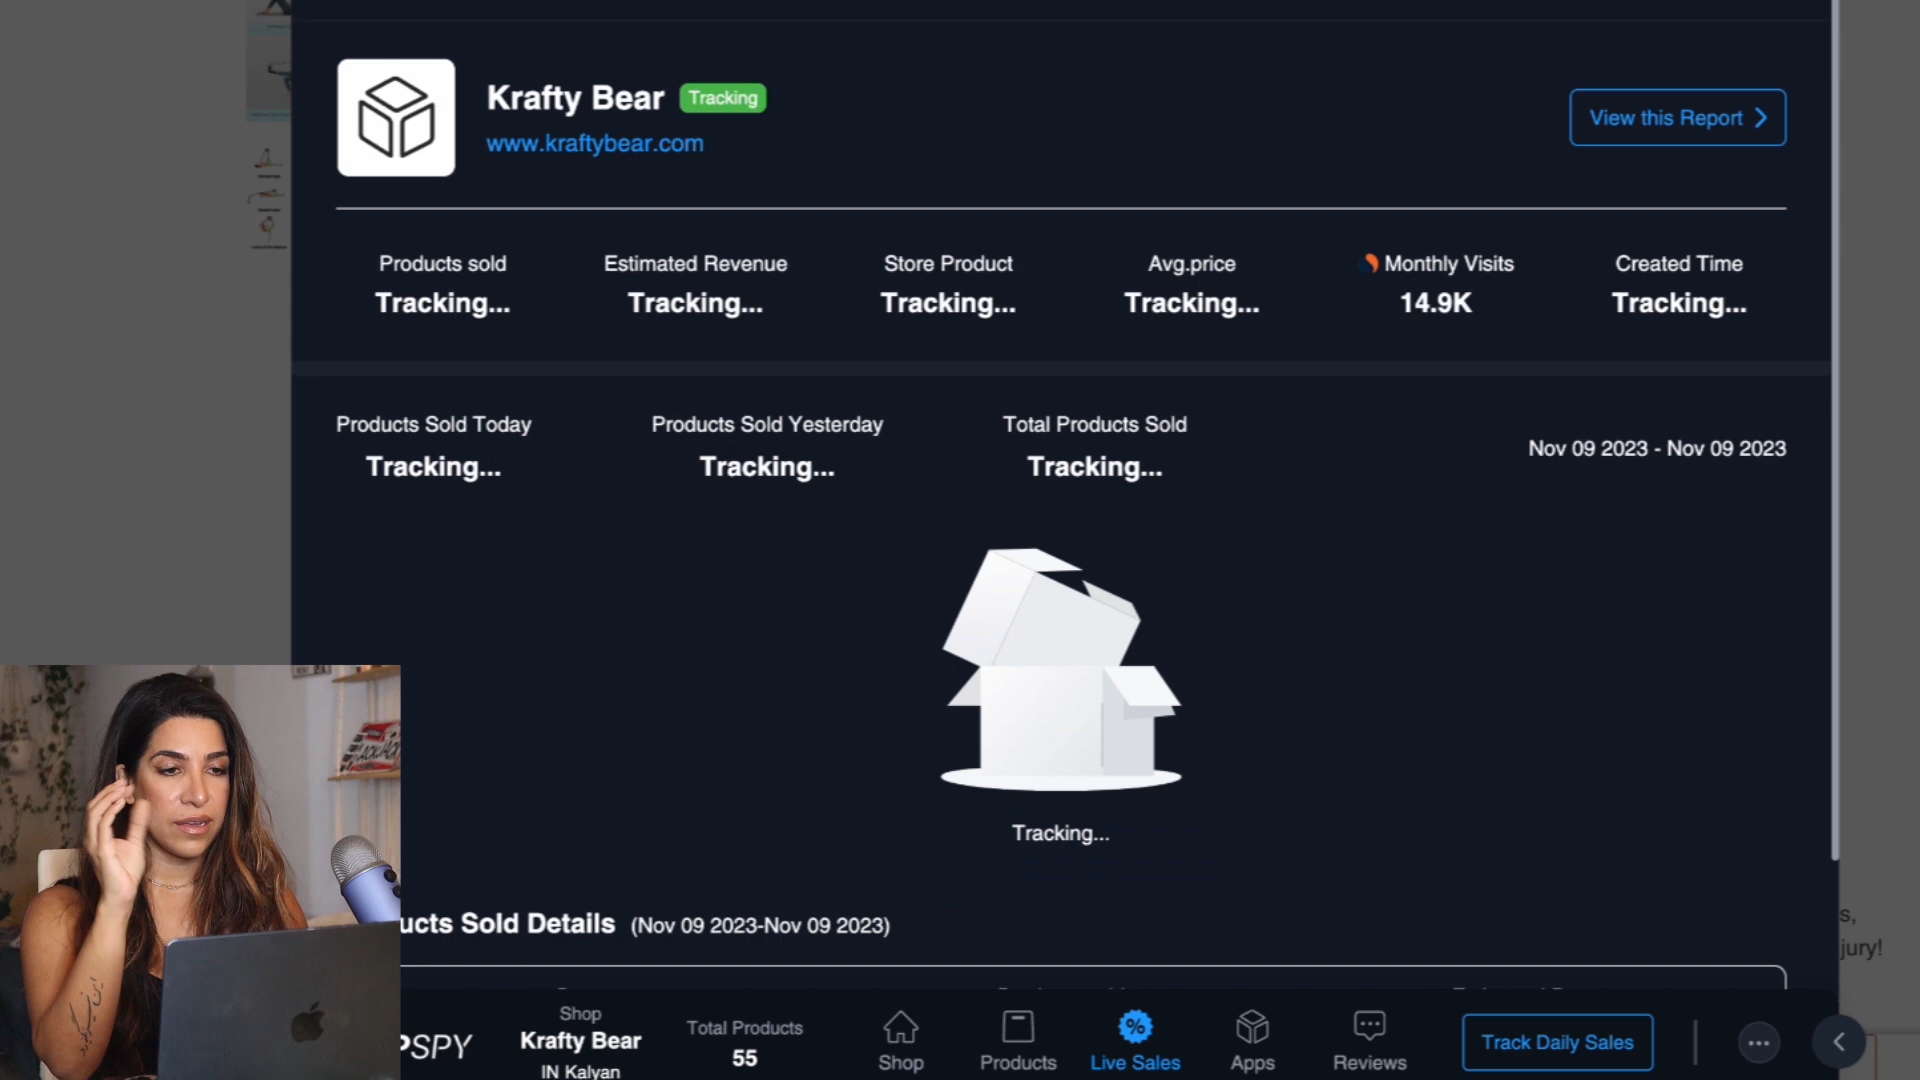 Krafty Bear Tracking
www.kraftybear.com
View this Report
Products sold
Tracking...
Estimated Revenue
Tracking...
Store Product
Tracking...
Avg.price
Tracking...
Monthly Visits
14.9K
Created Time
Tracking...
Products Sold Today
Tracking...
Products Sold Yesterday
Tracking...
Total Products Sold
Tracking...
Nov 09 2023 - Nov 09 2023
Tracking...
ucts Sold Details (Nov 09 2023-Nov 09 2023)
s,
jury!
PSPY
Shop
Krafty Bear
IN Kalyan
Total Products
55
Shop
Products
%
Live Sales
Apps
Reviews
Track Daily Sales